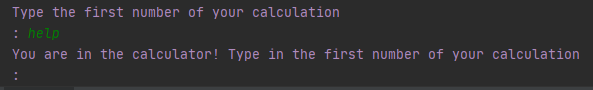 Type the first number of your calculation
: help
You are in the calculator! Type in the first number of your calculation
: